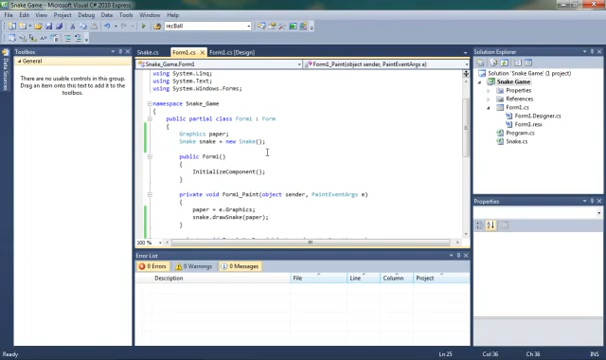 Snake Game - Microsoft Visual C# 2010 Express
File Edit View Project Debug Data Tools Window Help
secBall
Toolbox
General
There are no usable controls in this group.
Drag an item onto this text to add it to the
toolbox.
Data Sources
Snake.cs Form1.cs Form1.cs [Design]
Snake_Game.Form1
Form1_Paint(object sender, PaintEventArgs e)
using System.Linq;
using System.Text;
using System.Windows.Forms;
namespace Snake_Game
{
public partial class Form1 : Form
{
Graphics paper;
Snake snake = new Snake();
public Form1()
{
InitializeComponent();
}
private void Form1_Paint(object sender, PaintEventArgs e)
{
paper = e.Graphics;
snake.drawSnake(paper);
}
100 %
Error List
0 Errors 0 Warnings 0 Messages
Description File Line Column Project
Solution Explorer
Solution 'Snake Game' (1 project)
Snake Game
Properties
References
Form1.cs
Form1.Designer.cs
Form1.resx
Program.cs
Snake.cs
Properties
Ready
Ln 25 Col 36 Ch 36 INS